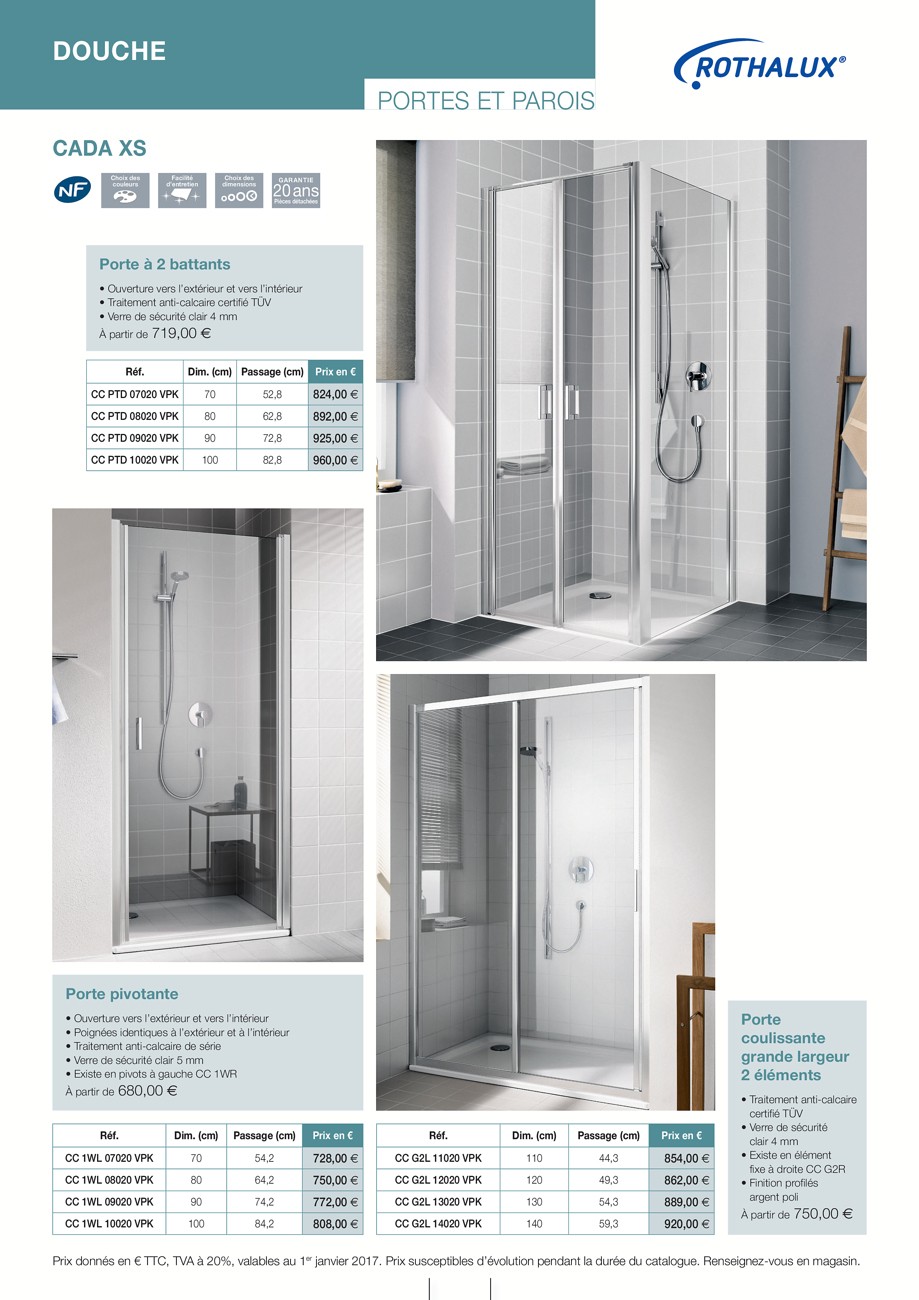 DOUCHE
ROTHALUX®
PORTES ET PAROIS
CADA XS
NF
Choix des
couleurs
Facilité
d'entretien
Choix des
dimensions
GARANTIE
20 ans
Pièces détachées
Porte à 2 battants
• Ouverture vers l'extérieur et vers l'intérieur
• Traitement anti-calcaire certifié TÜV
• Verre de sécurité clair 4 mm
À partir de 719,00 €
Réf. Dim. (cm) Passage (cm) Prix en €
CC PTD 07020 VPK 70 52,8 824,00 €
CC PTD 08020 VPK 80 62,8 892,00 €
CC PTD 09020 VPK 90 72,8 925,00 €
CC PTD 10020 VPK 100 82,8 960,00 €
Porte pivotante
• Ouverture vers l'extérieur et vers l'intérieur
• Poignées identiques à l'extérieur et à l'intérieur
• Traitement anti-calcaire de série
• Verre de sécurité clair 5 mm
• Existe en pivots à gauche CC 1WR
À partir de 680,00 €
Réf. Dim. (cm) Passage (cm) Prix en €
CC 1WL 07020 VPK 70 54,2 728,00 €
CC 1WL 08020 VPK 80 64,2 750,00 €
CC 1WL 09020 VPK 90 74,2 772,00 €
CC 1WL 10020 VPK 100 84,2 808,00 €
Réf. Dim. (cm) Passage (cm) Prix en €
CC G2L 11020 VPK 110 44,3 854,00 €
CC G2L 12020 VPK 120 49,3 862,00 €
CC G2L 13020 VPK 130 54,3 889,00 €
CC G2L 14020 VPK 140 59,3 920,00 €
Porte
coulissante
grande largeur
2 éléments
• Traitement anti-calcaire
certifié TÜV
• Verre de sécurité
clair 4 mm
• Existe en élément
fixe à droite CC G2R
• Finition profilés
argent poli
À partir de 750,00 €
Prix donnés en € TTC, TVA à 20%, valables au 1er janvier 2017. Prix susceptibles d'évolution pendant la durée du catalogue. Renseignez-vous en magasin.